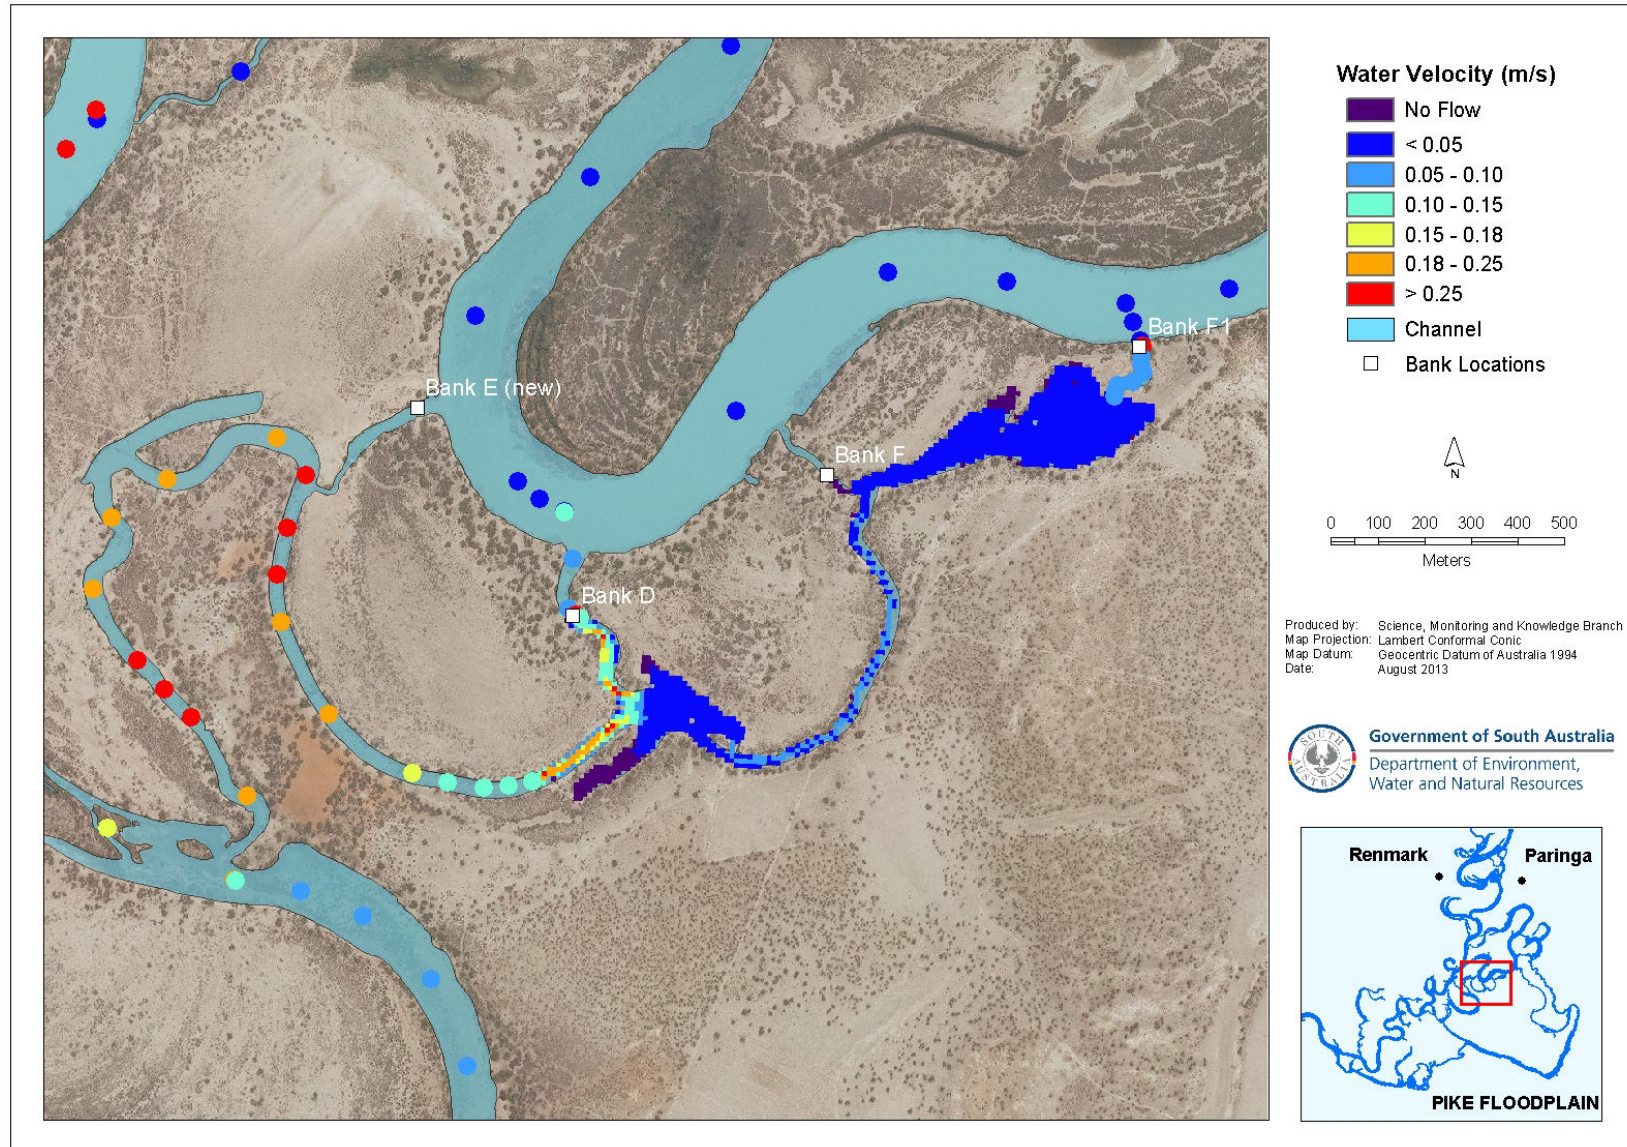 Bank F1
Bank E (new)
Bank F
Bank D
Water Velocity (m/s)
No Flow
< 0.05
0.05 - 0.10
0.10 - 0.15
0.15 - 0.18
0.18 - 0.25
> 0.25
Channel
Bank Locations
N
0 100 200 300 400 500
Meters
Produced by: Science, Monitoring and Knowledge Branch
Map Projection: Lambert Conformal Conic
Map Datum: Geocentric Datum of Australia 1994
Date: August 2013
SOUTH
AUSTRALIA
Government of South Australia
Department of Environment,
Water and Natural Resources
Renmark Paringa
PIKE FLOODPLAIN